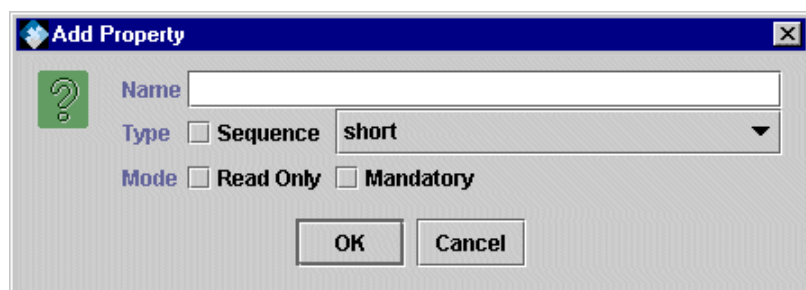 Add Property
Name
Type Sequence short
Mode Read Only Mandatory
OK Cancel